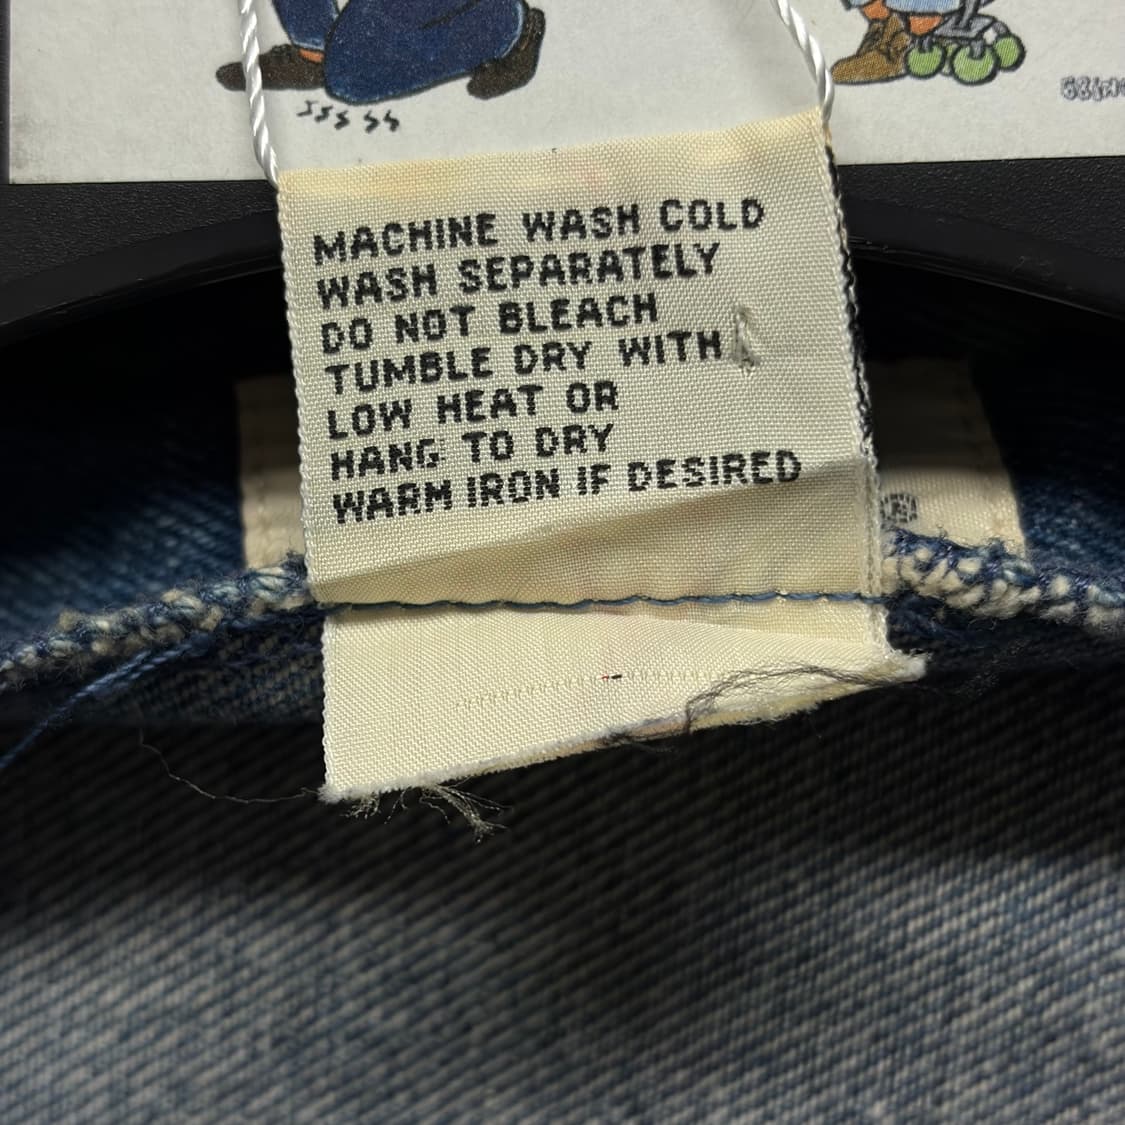 MACHINE WASH COLD
WASH SEPARATELY
DO NOT BLEACH
TUMBLE DRY WITH
LOW HEAT OR
HANG TO DRY
WARM IRON IF DESIRED